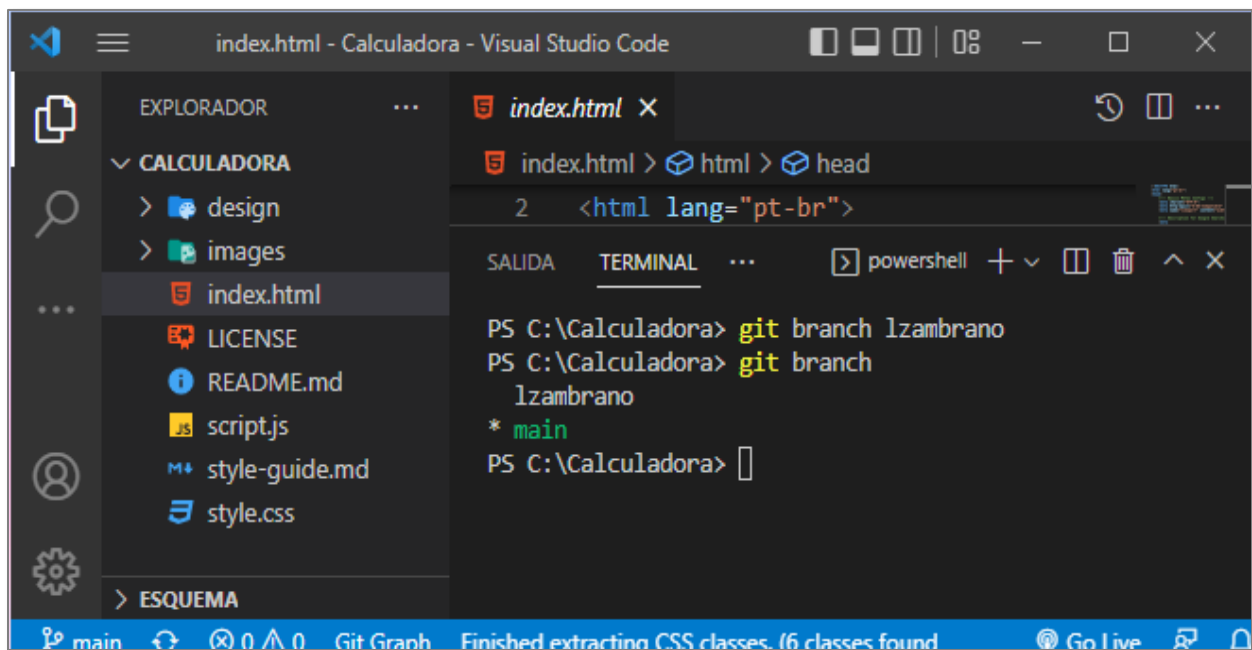 index.html - Calculadora - Visual Studio Code
EXPLORADOR
CALCULADORA
design
images
index.html
LICENSE
README.md
script.js
style-guide.md
style.css
ESQUEMA
index.html
index.html > html > head
2 <html lang="pt-br">
SALIDA TERMINAL ··· powershell
PS C:\Calculadora> git branch lzambrano
PS C:\Calculadora> git branch
lzambrano
* main
PS C:\Calculadora>
main 0 0 Git Graph Finished extracting CSS classes. (6 classes found Go Live